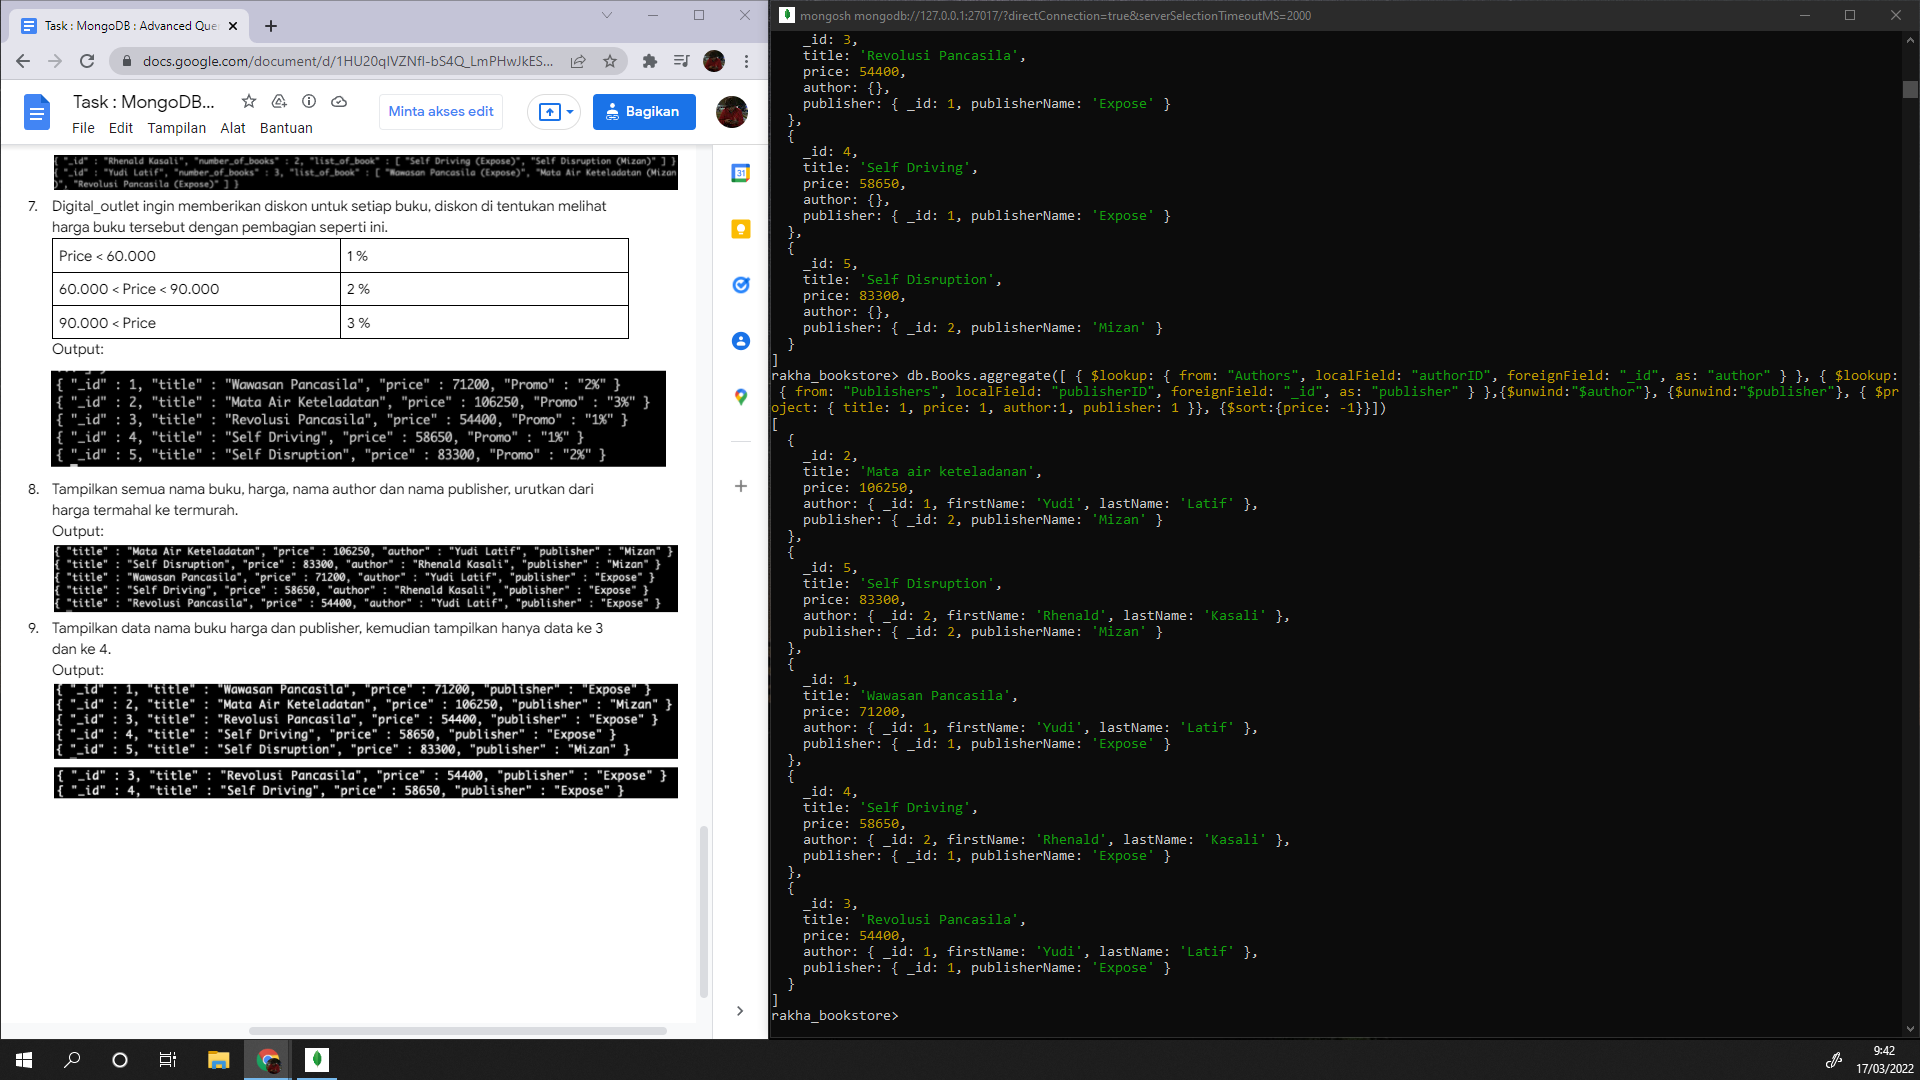 Task : MongoDB : Advanced Que
docs.google.com/document/d/1HU20qlVZNfI-bS4Q_LmPHwJkES...
Task : MongoDB...
Minta akses edit
Bagikan
File Edit Tampilan Alat Bantuan
{ "_id" : "Rhenald Kasali", "number_of_books" : 2, "list_of_book" : [ "Self Driving (Expose)", "Self Disruption (Mizan)" ] }
{ "_id" : "Yudi Latif", "number_of_books" : 3, "list_of_book" : [ "Wawasan Pancasila (Expose)", "Mata Air Keteladatan (Mizan
)", "Revolusi Pancasila (Expose)" ] }
7. Digital_outlet ingin memberikan diskon untuk setiap buku, diskon di tentukan melihat
harga buku tersebut dengan pembagian seperti ini.
Price < 60.000 1 %
60.000 < Price < 90.000 2 %
90.000 < Price 3 %
Output:
{ "_id" : 1, "title" : "Wawasan Pancasila", "price" : 71200, "Promo" : "2%" }
{ "_id" : 2, "title" : "Mata Air Keteladatan", "price" : 106250, "Promo" : "3%" }
{ "_id" : 3, "title" : "Revolusi Pancasila", "price" : 54400, "Promo" : "1%" }
{ "_id" : 4, "title" : "Self Driving", "price" : 58650, "Promo" : "1%" }
{ "_id" : 5, "title" : "Self Disruption", "price" : 83300, "Promo" : "2%" }
8. Tampilkan semua nama buku, harga, nama author dan nama publisher, urutkan dari
harga termahal ke termurah.
Output:
{ "title" : "Mata Air Keteladatan", "price" : 106250, "author" : "Yudi Latif", "publisher" : "Mizan" }
{ "title" : "Self Disruption", "price" : 83300, "author" : "Rhenald Kasali", "publisher" : "Mizan" }
{ "title" : "Wawasan Pancasila", "price" : 71200, "author" : "Yudi Latif", "publisher" : "Expose" }
{ "title" : "Self Driving", "price" : 58650, "author" : "Rhenald Kasali", "publisher" : "Expose" }
{ "title" : "Revolusi Pancasila", "price" : 54400, "author" : "Yudi Latif", "publisher" : "Expose" }
9. Tampilkan data nama buku harga dan publisher, kemudian tampilkan hanya data ke 3
dan ke 4.
Output:
{ "_id" : 1, "title" : "Wawasan Pancasila", "price" : 71200, "publisher" : "Expose" }
{ "_id" : 2, "title" : "Mata Air Keteladatan", "price" : 106250, "publisher" : "Mizan" }
{ "_id" : 3, "title" : "Revolusi Pancasila", "price" : 54400, "publisher" : "Expose" }
{ "_id" : 4, "title" : "Self Driving", "price" : 58650, "publisher" : "Expose" }
{ "_id" : 5, "title" : "Self Disruption", "price" : 83300, "publisher" : "Mizan" }
{ "_id" : 3, "title" : "Revolusi Pancasila", "price" : 54400, "publisher" : "Expose" }
{ "_id" : 4, "title" : "Self Driving", "price" : 58650, "publisher" : "Expose" }
31
mongosh mongodb://127.0.0.1:27017/?directConnection=true&serverSelectionTimeoutMS=2000
_id: 3,
title: 'Revolusi Pancasila',
price: 54400,
author: {},
publisher: { _id: 1, publisherName: 'Expose' }
},
{
_id: 4,
title: 'Self Driving',
price: 58650,
author: {},
publisher: { _id: 1, publisherName: 'Expose' }
},
{
_id: 5,
title: 'Self Disruption',
price: 83300,
author: {},
publisher: { _id: 2, publisherName: 'Mizan' }
}
]
rakha_bookstore> db.Books.aggregate([ { $lookup: { from: "Authors", localField: "authorID", foreignField: "_id", as: "author" } }, { $lookup:
{ from: "Publishers", localField: "publisherID", foreignField: "_id", as: "publisher" } },{$unwind:"$author"}, {$unwind:"$publisher"}, { $pr
oject: { title: 1, price: 1, author:1, publisher: 1 }}, {$sort:{price: -1}}])
[
{
_id: 2,
title: 'Mata air keteladanan',
price: 106250,
author: { _id: 1, firstName: 'Yudi', lastName: 'Latif' },
publisher: { _id: 2, publisherName: 'Mizan' }
},
{
_id: 5,
title: 'Self Disruption',
price: 83300,
author: { _id: 2, firstName: 'Rhenald', lastName: 'Kasali' },
publisher: { _id: 2, publisherName: 'Mizan' }
},
{
_id: 1,
title: 'Wawasan Pancasila',
price: 71200,
author: { _id: 1, firstName: 'Yudi', lastName: 'Latif' },
publisher: { _id: 1, publisherName: 'Expose' }
},
{
_id: 4,
title: 'Self Driving',
price: 58650,
author: { _id: 2, firstName: 'Rhenald', lastName: 'Kasali' },
publisher: { _id: 1, publisherName: 'Expose' }
},
{
_id: 3,
title: 'Revolusi Pancasila',
price: 54400,
author: { _id: 1, firstName: 'Yudi', lastName: 'Latif' },
publisher: { _id: 1, publisherName: 'Expose' }
}
]
rakha_bookstore>
9:42
17/03/2022